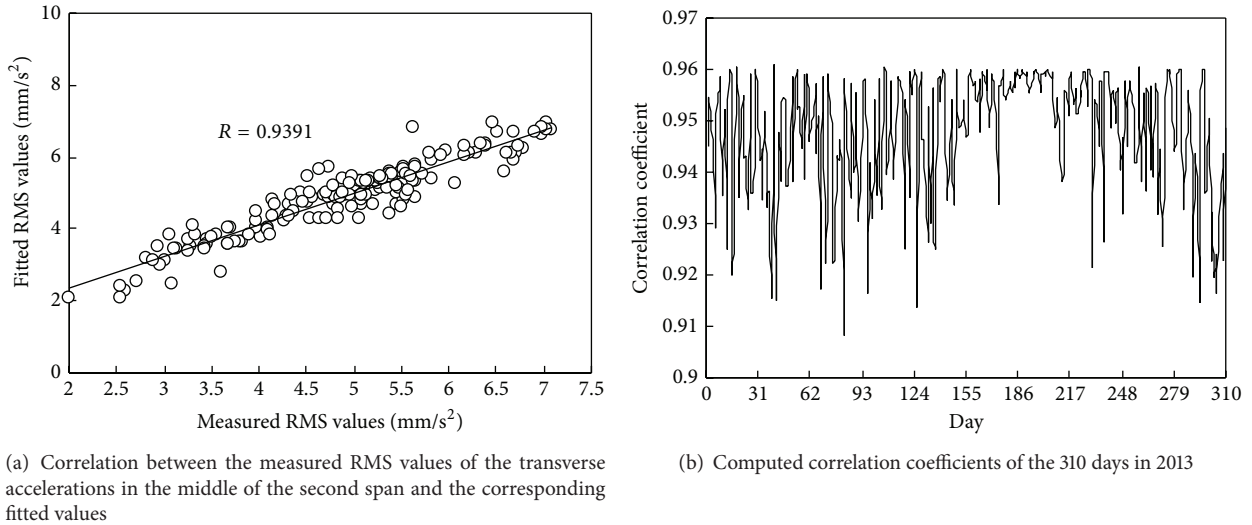 10
8
6
4
2
0
Fitted RMS values (mm/s²)
R = 0.9391
2 2.5 3 3.5 4 4.5 5 5.5 6 6.5 7 7.5
Measured RMS values (mm/s²)
(a) Correlation between the measured RMS values of the transverse
accelerations in the middle of the second span and the corresponding
fitted values
0.97
0.96
0.95
0.94
0.93
0.92
0.91
0.9
Correlation coefficient
0 31 62 93 124 155 186 217 248 279 310
Day
(b) Computed correlation coefficients of the 310 days in 2013